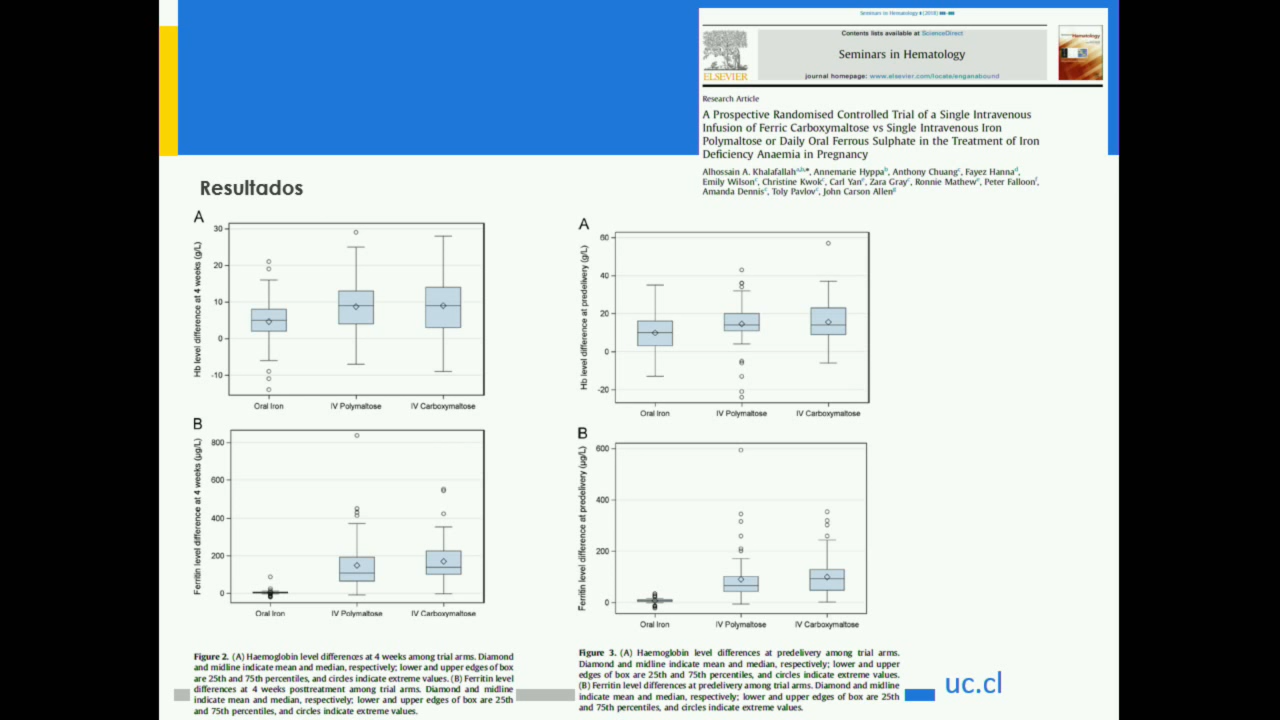 Seminars in Hematology
Contents lists available at ScienceDirect
Seminars in Hematology
ELSEVIER
journal homepage: www.elsevier.com/locate/enganabound
Hematology
Research Article
A Prospective Randomised Controlled Trial of a Single Intravenous
Infusion of Ferric Carboxymaltose vs Single Intravenous Iron
Polymaltose or Daily Oral Ferrous Sulphate in the Treatment of Iron
Deficiency Anaemia in Pregnancy
Alhossain A. Khalafallah, Annemarie Hyppa, Anthony Chuang, Fayez Hanna,
Emily Wilson, Christine Kwok, Carl Yan, Zara Gray, Ronnie Mathew, Peter Falloon,
Amanda Dennis, Toly Pavlov, John Carson Allen
Resultados
A
Hb level difference at 4 weeks (g/L)
30
20
10
0
-10
Oral Iron IV Polymaltose IV Carboxymaltose
B
Ferritin level difference at 4 weeks (µg/L)
800
600
400
200
0
Oral Iron IV Polymaltose IV Carboxymaltose
Figure 2. (A) Haemoglobin level differences at 4 weeks among trial arms. Diamond
and midline indicate mean and median, respectively; lower and upper edges of box
are 25th and 75th percentiles, and circles indicate extreme values. (B) Ferritin level
differences at 4 weeks posttreatment among trial arms. Diamond and midline
indicate mean and median, respectively; lower and upper edges of box are 25th
and 75th percentiles, and circles indicate extreme values.
A
Hb level difference at predelivery (g/L)
60
40
20
0
-20
Oral Iron IV Polymaltose IV Carboxymaltose
B
Ferritin level difference at predelivery (µg/L)
600
400
200
0
Oral Iron IV Polymaltose IV Carboxymaltose
Figure 3. (A) Haemoglobin level differences at predelivery among trial arms.
Diamond and midline indicate mean and median, respectively; lower and upper
edges of box are 25th and 75th percentiles, and circles indicate extreme values.
(B) Ferritin level differences at predelivery among trial arms. Diamond and midline
indicate mean and median, respectively; lower and upper edges of box are 25th
and 75th percentiles, and circles indicate extreme values.
uc.cl